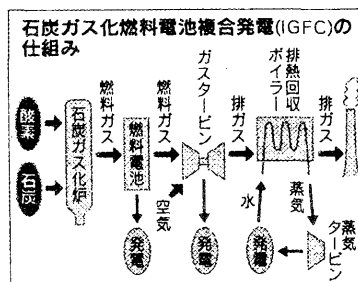 石炭ガス化燃料電池複合発電(IGFC)の
仕組み
酸素
石炭
石炭ガス化炉
燃料ガス
燃料電池
発電
燃料ガス
空気
ガスタービン
発電
排ガス
排熱回収
ボイラー
水
蒸気
発電
蒸気
タービン
排ガス